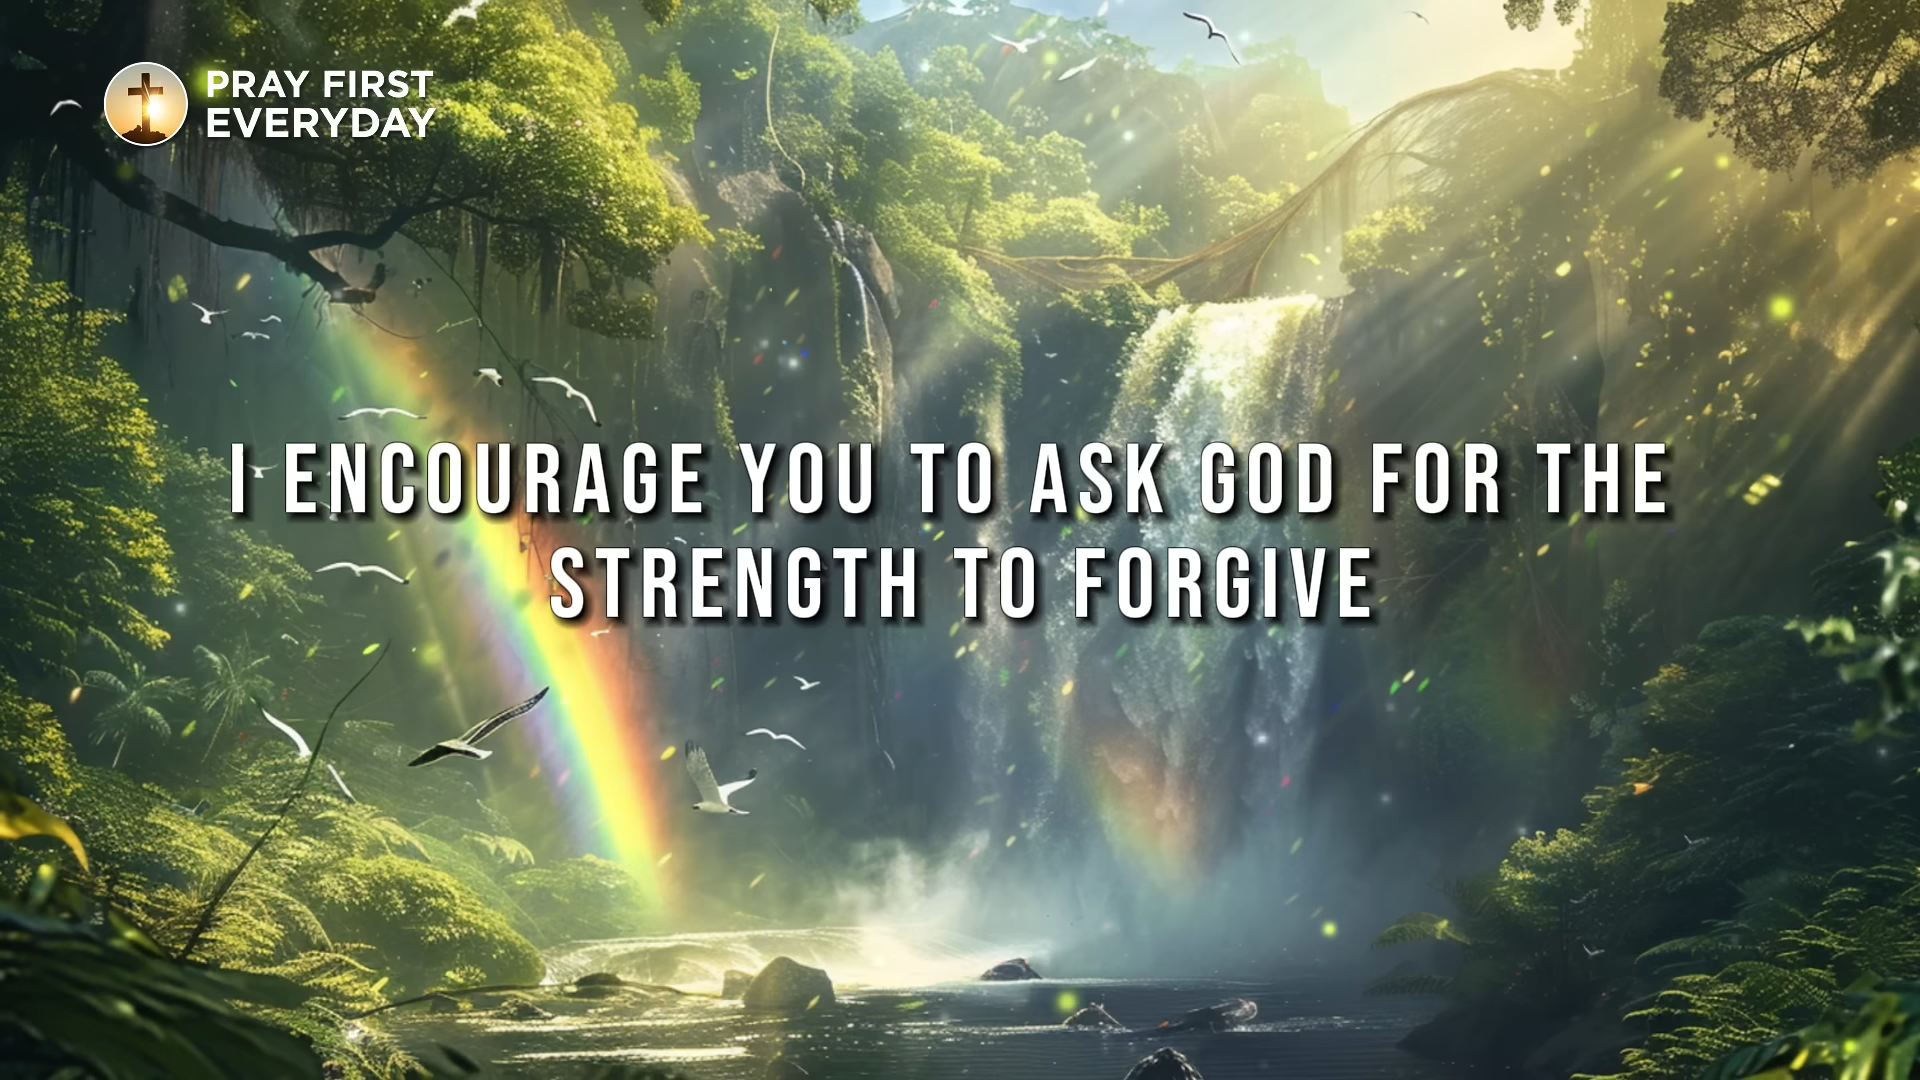 PRAY FIRST
EVERYDAY
I ENCOURAGE YOU TO ASK GOD FOR THE
STRENGTH TO FORGIVE